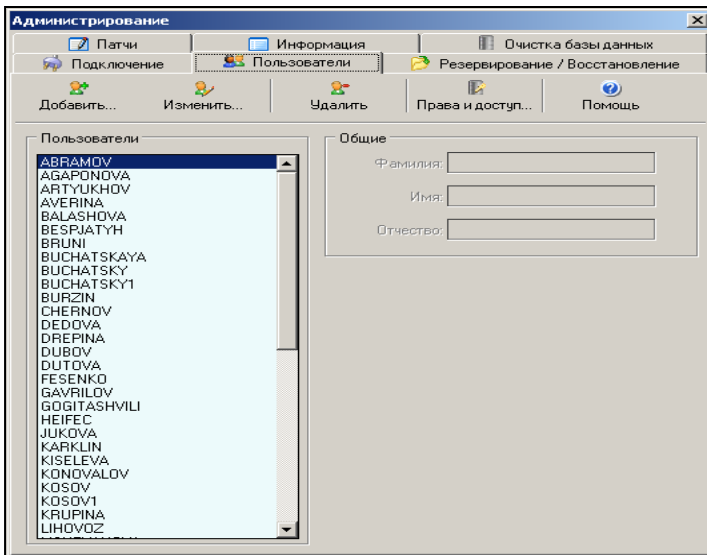 Администрирование
Патчи Информация Очистка базы данных
Подключение Пользователи Резервирование / Восстановление
Добавить... Изменить... Удалить Права и доступ... Помощь
Пользователи Общие
ABRAMOV Фамилия:
AGAPONOVA
ARTYUKHOV Имя:
AVERINA
BALASHOVA Отчество:
BESPJATYH
BRUNI
BUCHATSKAYA
BUCHATSKY
BUCHATSKY1
BURZIN
CHERNOV
DEDOVA
DREPINA
DUBOV
DUTOVA
FESENKO
GAVRILOV
GOGITASHVILI
HEIFEC
JUKOVA
KARKLIN
KISELEVA
KONOVALOV
KOSOV
KOSOV1
KRUPINA
LIHOVOZ